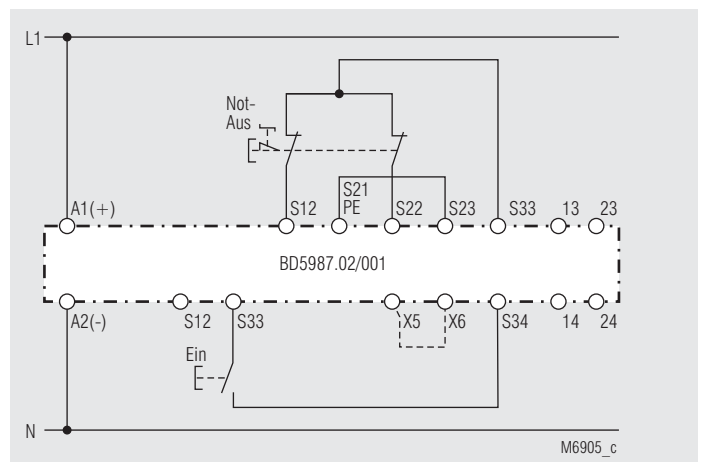 L1
Not-
Aus
A1(+)
S12
S21
PE
S22
S23
S33
13
23
BD5987.02/001
A2(-)
S12
S33
X5
X6
S34
14
24
Ein
N
M6905_c